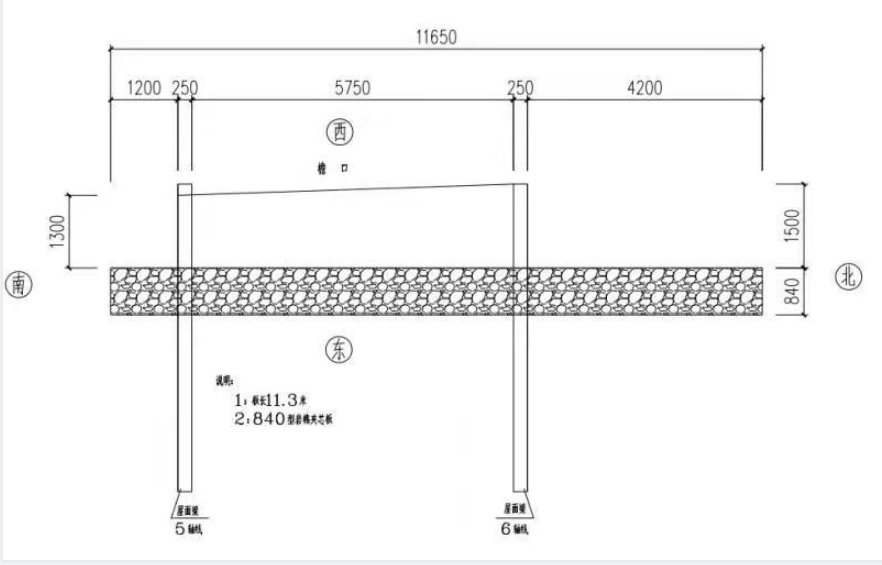 11650
1200 250 5750 250 4200
西
檐 口
1300
1500
南
北
840
东
说明:
1: 板长11.3米
2:840型岩棉夹芯板
屋面梁
5轴线
屋面梁
6轴线